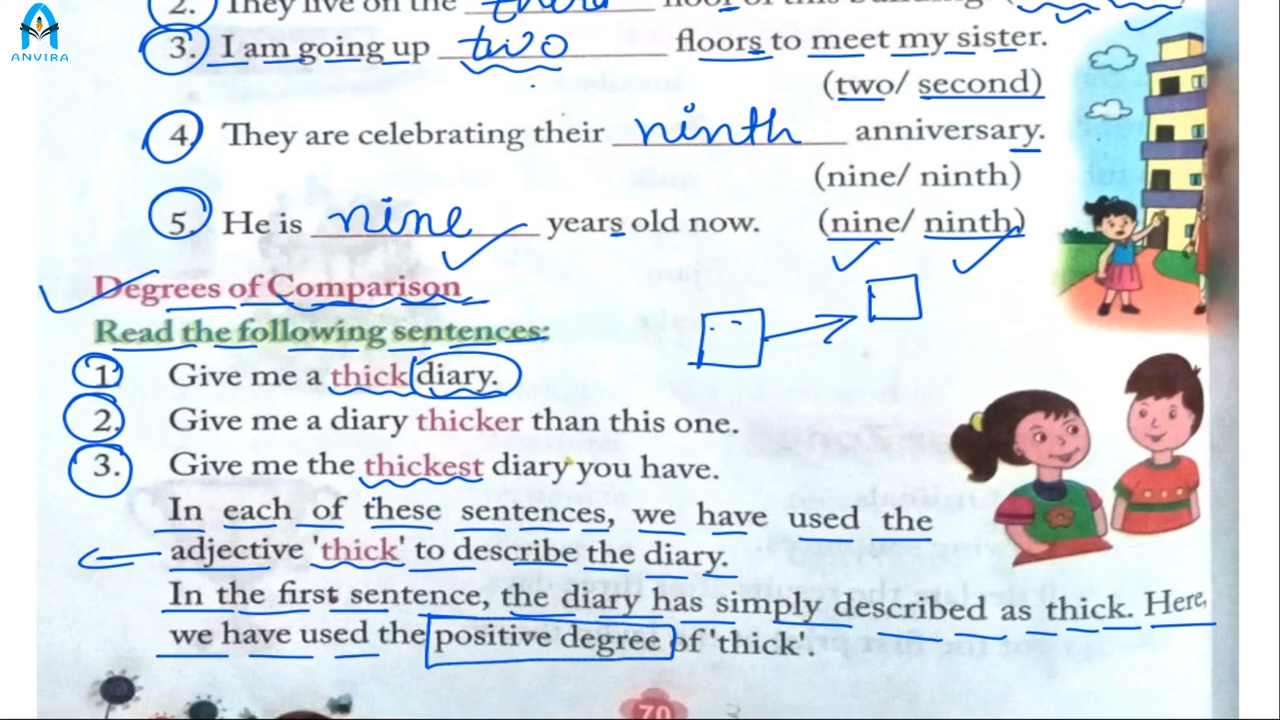 ANVIRA
2. They live on the third floor of this building. (
3. I am going up two floors to meet my sister.
(two/ second)
4. They are celebrating their ninth anniversary.
(nine/ ninth)
5. He is nine years old now. (nine/ ninth)
Degrees of Comparison
Read the following sentences:
1. Give me a thick diary.
2. Give me a diary thicker than this one.
3. Give me the thickest diary you have.
In each of these sentences, we have used the
adjective 'thick' to describe the diary.
In the first sentence, the diary has simply described as thick. Here,
we have used the positive degree of 'thick'.
70